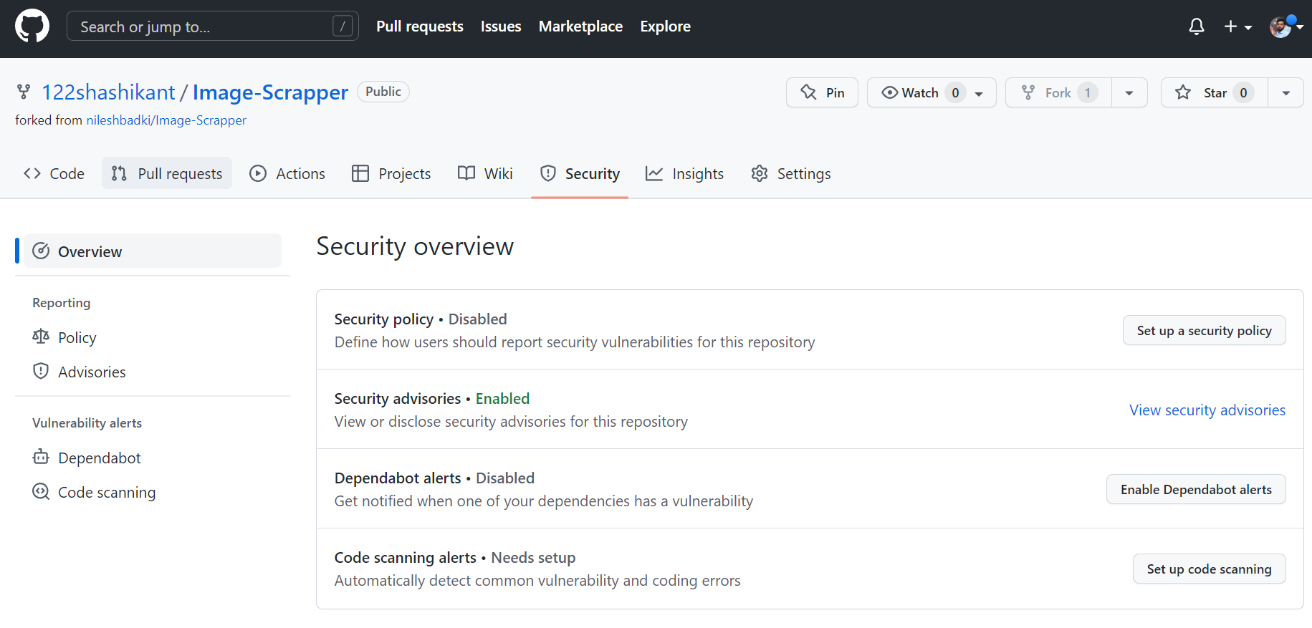 Search or jump to... /
Pull requests Issues Marketplace Explore
122shashikant / Image-Scrapper Public
Pin Watch 0 Fork 1 Star 0
forked from nileshbadki/Image-Scrapper
Code Pull requests Actions Projects Wiki Security Insights Settings
Overview
Reporting
Policy
Advisories
Vulnerability alerts
Dependabot
Code scanning
Security overview
Security policy • Disabled
Define how users should report security vulnerabilities for this repository
Set up a security policy
Security advisories • Enabled
View or disclose security advisories for this repository
View security advisories
Dependabot alerts • Disabled
Get notified when one of your dependencies has a vulnerability
Enable Dependabot alerts
Code scanning alerts • Needs setup
Automatically detect common vulnerability and coding errors
Set up code scanning